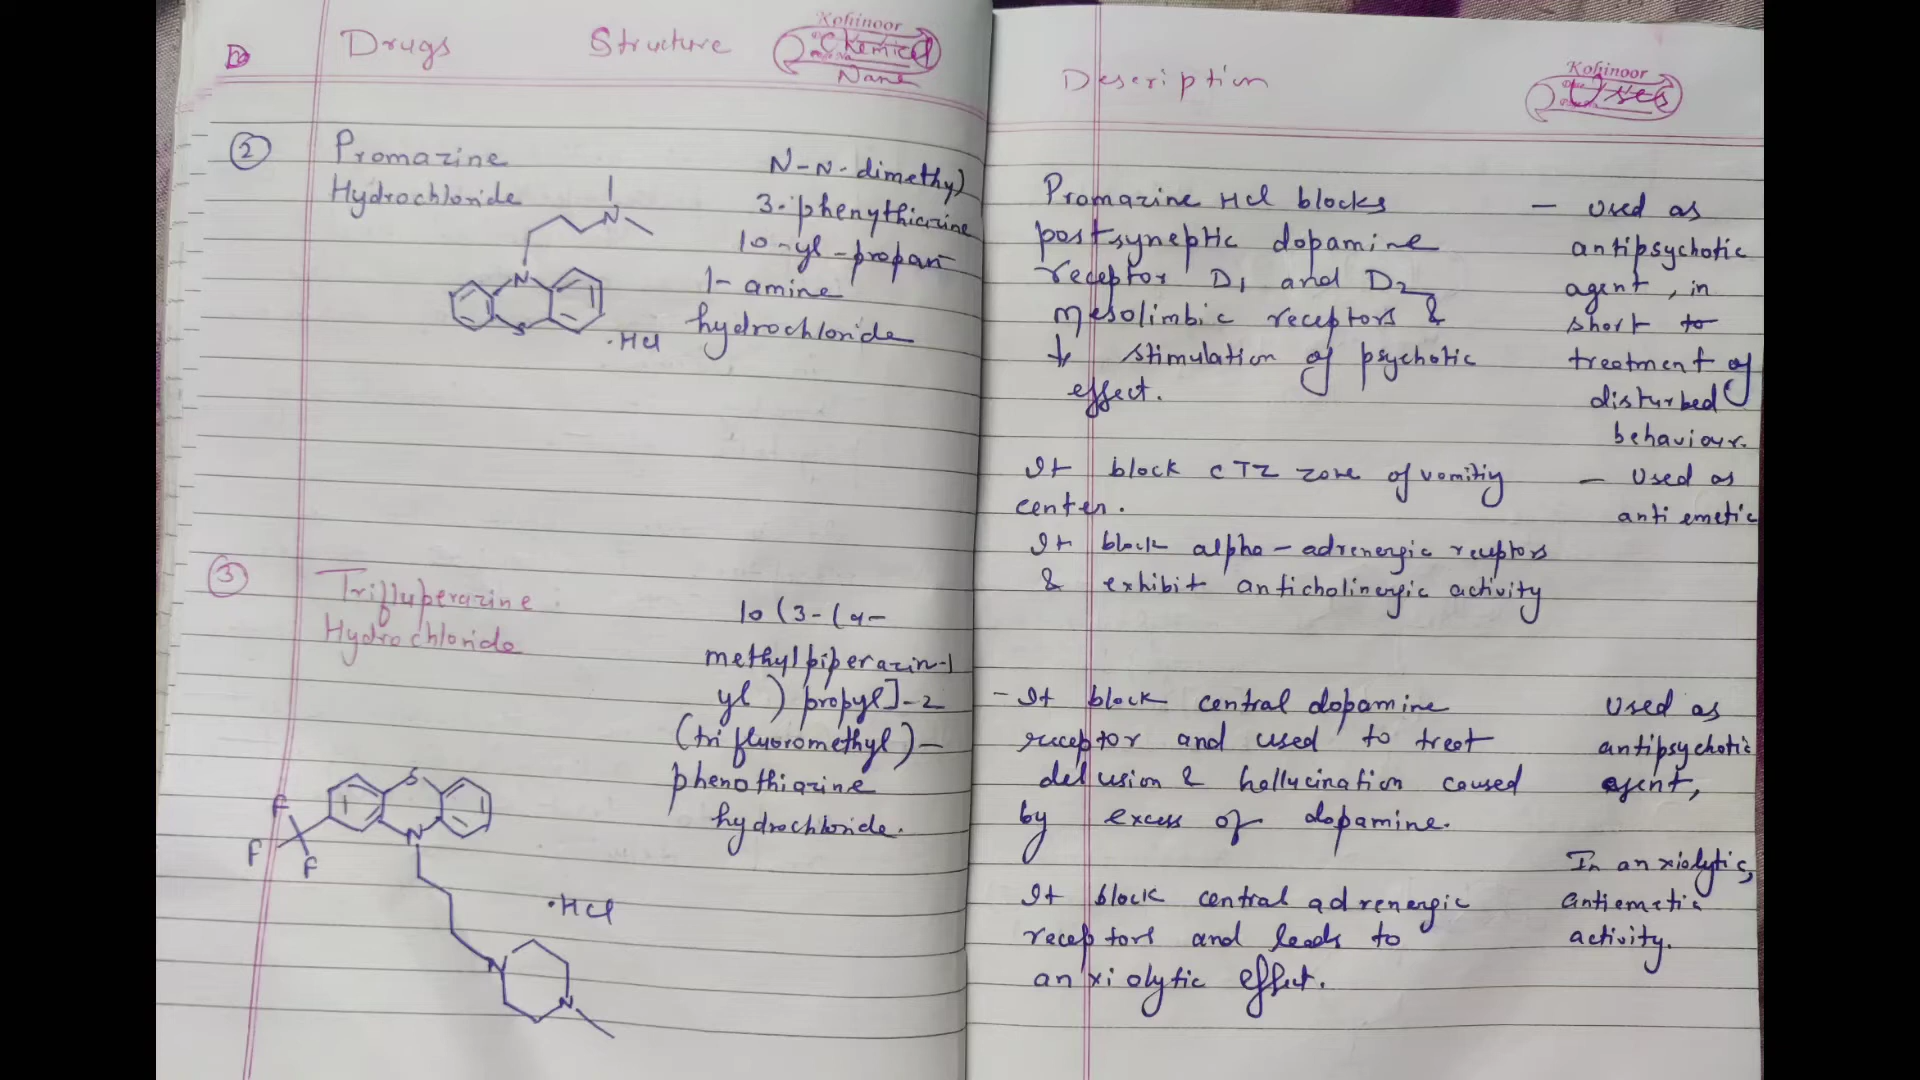 Drugs Structure Kohinoor Chemical Name
② Promazine
Hydrochloride
N
N
S
.HCl
N-N-dimethyl
3-phenythiazine
10-yl-propan
1-amine
hydrochloride
③ Trifluperazine
Hydrochloride
10(3-(4-
methylpiperazin-1
yl) propyl]-2
(trifluoromethyl)-
phenothiazine
hydrochloride.
S
F
N
F
F
.HCl
N
N
Description Kohinoor Uses
Promazine HCl blocks
postsyneptic dopamine
receptor D1 and D2
mesolimbic receptors &
↓ stimulation of psychotic
effect.
It block CTZ zone of vomitiy
center.
It block alpha-adrenergic receptors
& exhibit anticholinergic activity
- used as
antipsychotic
agent, in
short to
treatment of
disturbed
behaviour.
- Used as
anti emetic
- It block central dopamine
receptor and used to treat
delusion & hallucination caused
by excess of dopamine.
It block central adrenergic
receptors and leads to
anxiolytic effect.
Used as
antipsychotic
agent,
In anxiolytic,
antiemetic
activity.